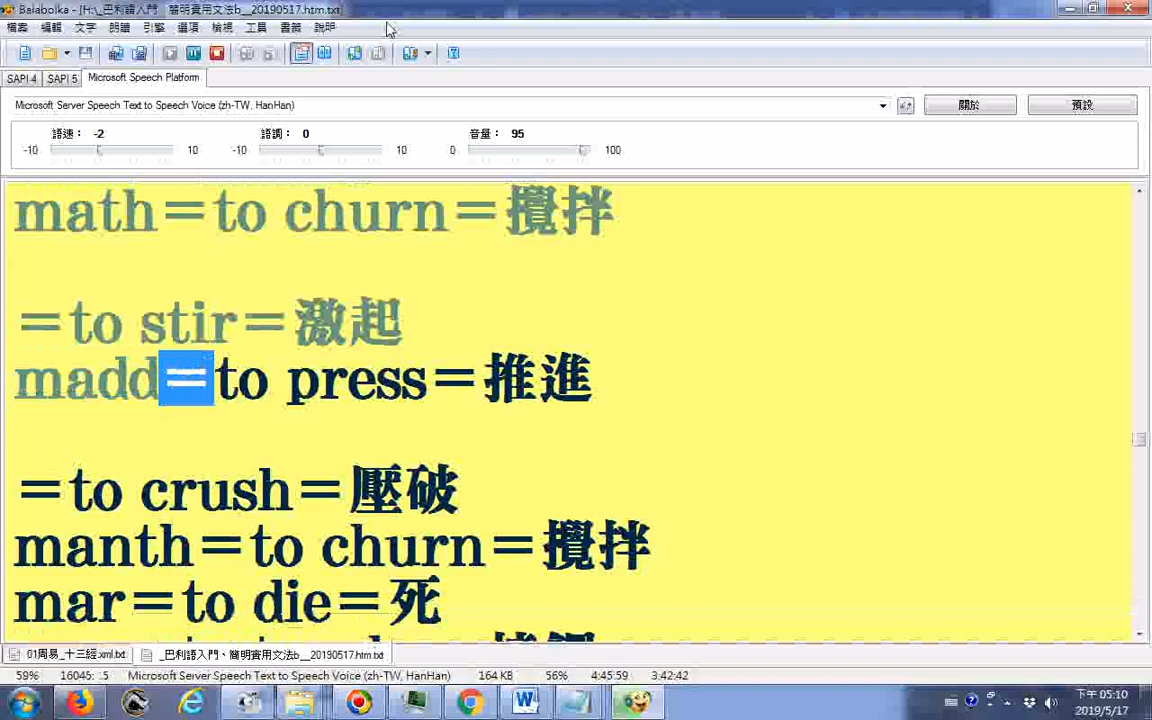 Balabolka - [H:\_巴利語入門、簡明實用文法b__20190517.htm.txt]
檔案 編輯 文字 朗讀 引擎 選項 檢視 工具 書籤 說明
SAPI 4 SAPI 5 Microsoft Speech Platform
Microsoft Server Speech Text to Speech Voice (zh-TW, HanHan) 關於 預設
語速： -2 語調： 0 音量： 95
-10 10 -10 10 0 100
math＝to churn＝攪拌
＝to stir＝激起
madd＝to press＝推進
＝to crush＝壓破
manth＝to churn＝攪拌
mar＝to die＝死
01周易_十三經.xml.txt _巴利語入門、簡明實用文法b__20190517.htm.txt
59% 16045: .5 Microsoft Server Speech Text to Speech Voice (zh-TW, HanHan) 164 KB 56% 4:45:59 3:42:42
下午 05:10
2019/5/17